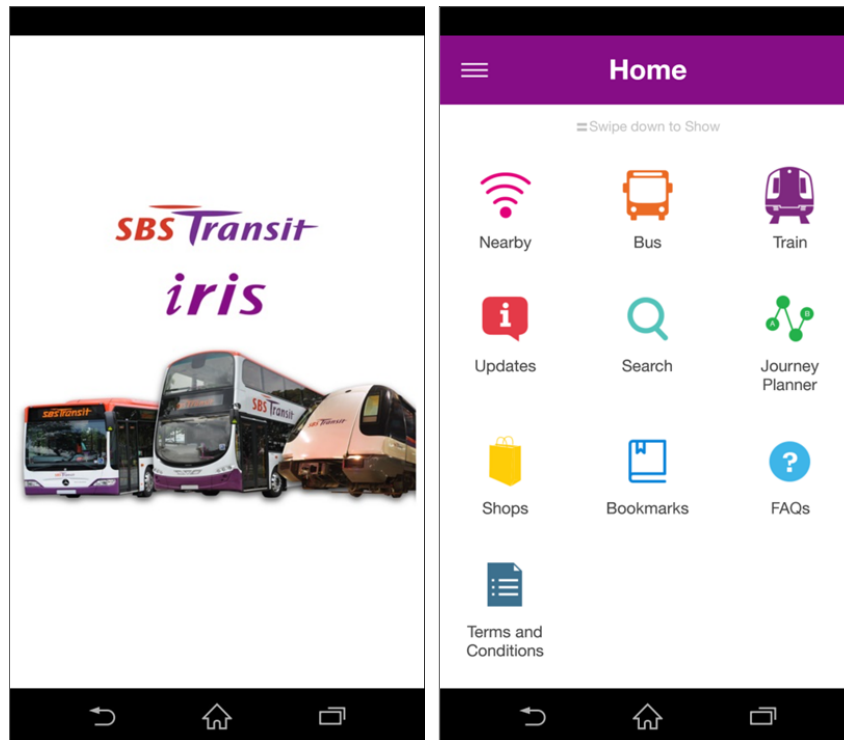 SBS Transit
iris
SBSTransit
SBS Transit
SBS Transit
SBS Transit
Home
Swipe down to Show
Nearby
Bus
Train
i
Updates
Search
A
B
Journey
Planner
Shops
Bookmarks
?
FAQs
Terms and
Conditions